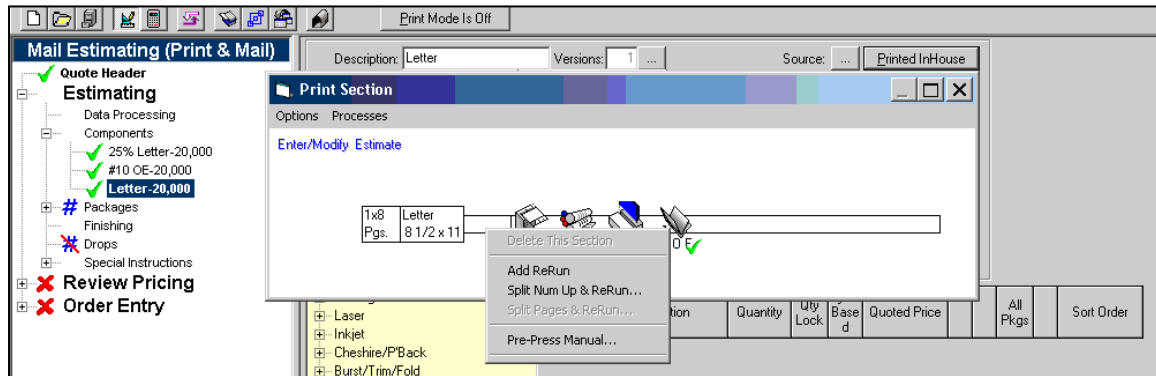 Print Mode Is Off
Mail Estimating (Print & Mail)
Quote Header
Estimating
Data Processing
Components
25% Letter-20,000
#10 OE-20,000
Letter-20,000
# Packages
Finishing
# Drops
Special Instructions
Review Pricing
Order Entry
Description: Letter
Versions: 1 ...
Source: ... Printed InHouse
Print Section
Options Processes
Enter/Modify Estimate
1x8 Letter
Pgs. 8 1/2 x 11
O E
Delete This Section
Add ReRun
Split Num Up & ReRun...
Split Pages & ReRun...
Pre-Press Manual...
Laser
Inkjet
Cheshire/P'Back
Burst/Trim/Fold
tion
Quantity
Qty
Lock
Base
d
Quoted Price
All
Pkgs
Sort Order